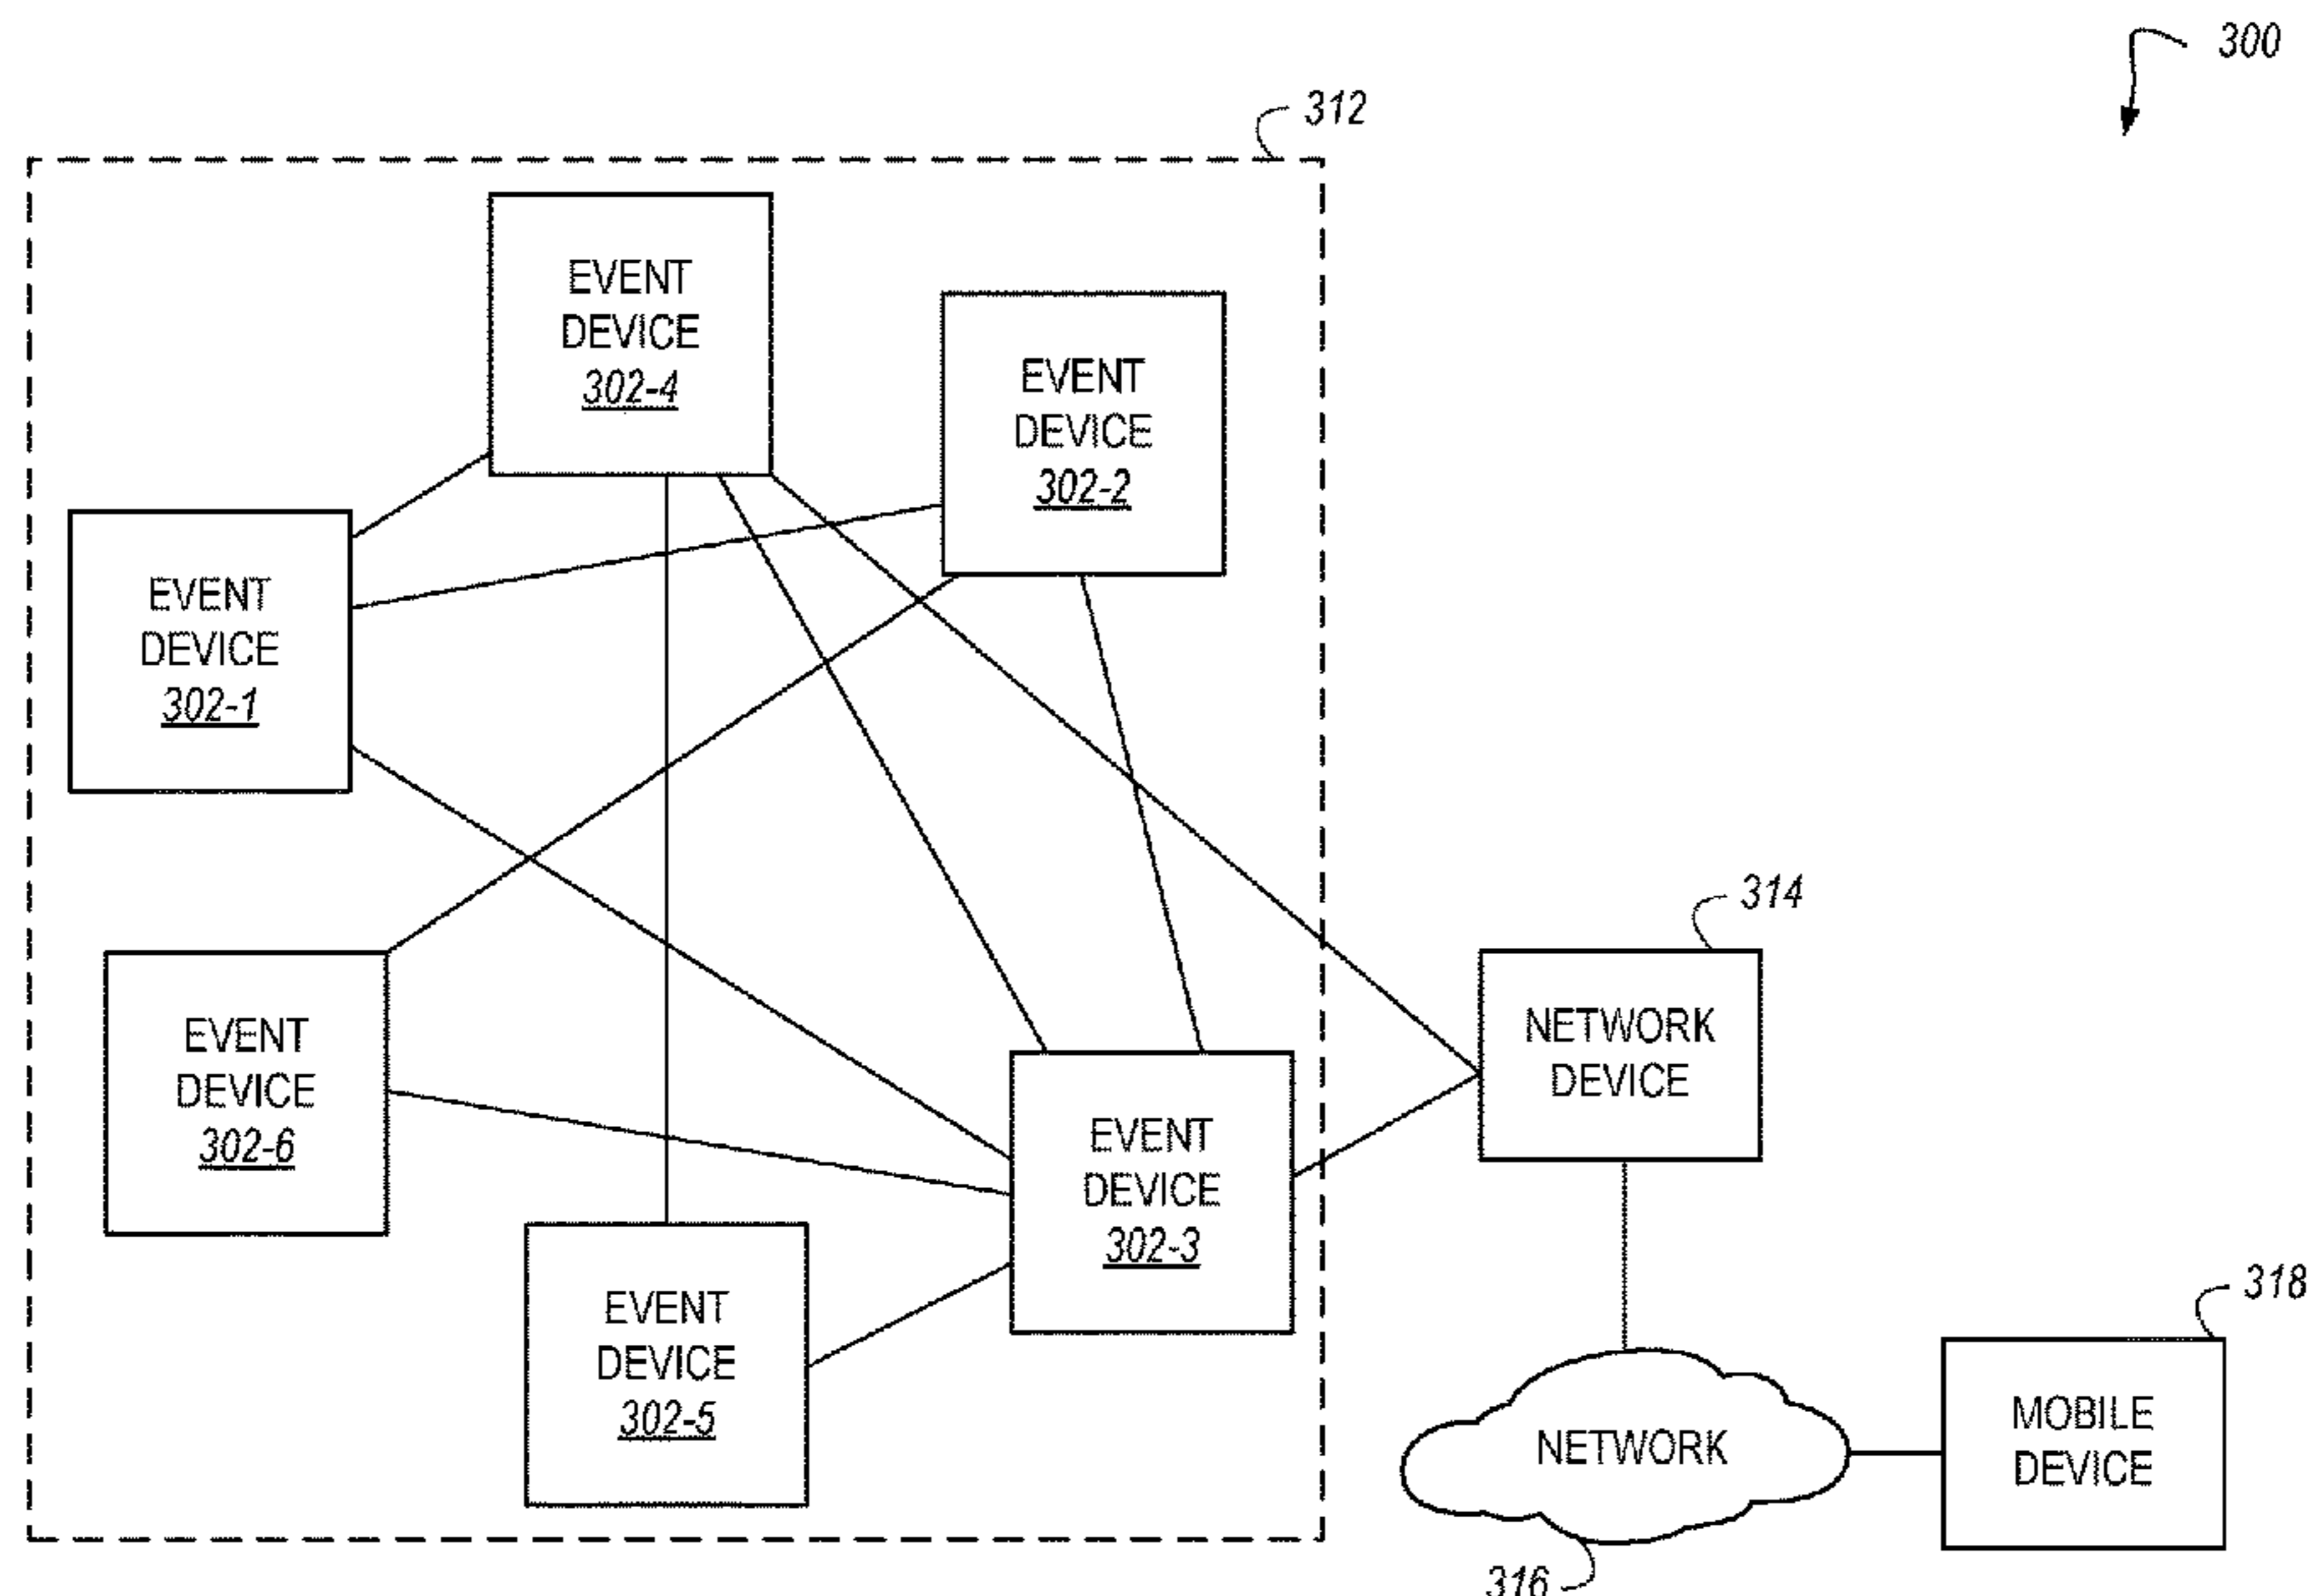 300
312
EVENT
DEVICE
302-4
EVENT
DEVICE
302-2
EVENT
DEVICE
302-1
314
NETWORK
DEVICE
EVENT
DEVICE
302-6
EVENT
DEVICE
302-3
EVENT
DEVICE
302-5
318
MOBILE
DEVICE
NETWORK
316